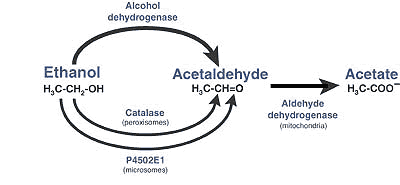 Alcohol
dehydrogenase
Ethanol
H₃C-CH₂-OH
Acetaldehyde
H₃C-CH=O
Acetate
H₃C-COO⁻
Catalase
(peroxisomes)
Aldehyde
dehydrogenase
(mitochondria)
P4502E1
(microsomes)